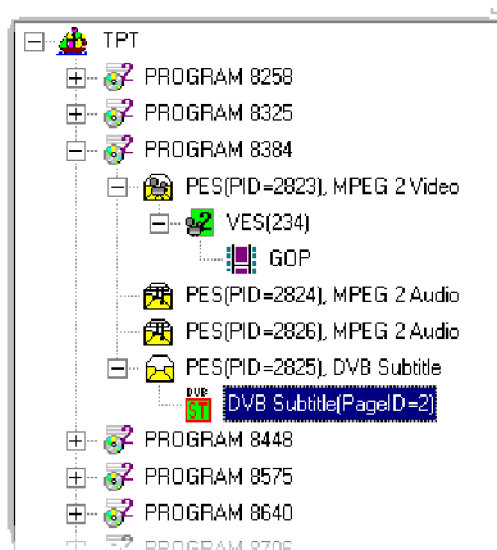 TPT
PROGRAM 8258
PROGRAM 8325
PROGRAM 8384
PES(PID=2823), MPEG 2 Video
VES(234)
GOP
PES(PID=2824), MPEG 2 Audio
PES(PID=2826), MPEG 2 Audio
PES(PID=2825), DVB Subtitle
DVB ST DVB Subtitle(PageID=2)
PROGRAM 8448
PROGRAM 8575
PROGRAM 8640
PROGRAM 8706